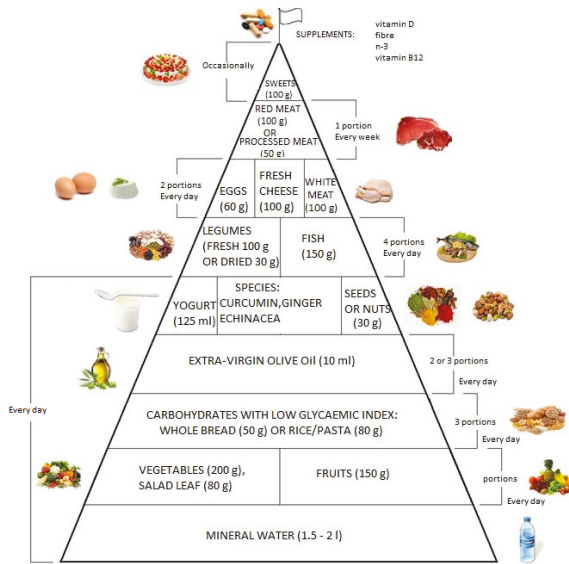 SUPPLEMENTS:
vitamin D
fibre
n-3
vitamin B12
Occasionally
SWEETS
(100 g)
RED MEAT
(100 g)
OR
PROCESSED MEAT
(50 g)
1 portion
Every week
2 portions
Every day
EGGS
(60 g)
FRESH
CHEESE
(100 g)
WHITE
MEAT
(100 g)
LEGUMES
(FRESH 100 g
OR DRIED 30 g)
FISH
(150 g)
4 portions
Every day
YOGURT
(125 ml)
SPECIES:
CURCUMIN,GINGER
ECHINACEA
SEEDS
OR NUTS
(30 g)
EXTRA-VIRGIN OLIVE Oil (10 ml)
2 or 3 portions
Every day
Every day
CARBOHYDRATES WITH LOW GLYCAEMIC INDEX:
WHOLE BREAD (50 g) OR RICE/PASTA (80 g)
3 portions
Every day
VEGETABLES (200 g),
SALAD LEAF (80 g)
FRUITS (150 g)
portions
Every day
MINERAL WATER (1.5 - 2 l)